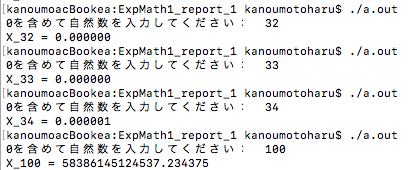 kanoumoacBookea:ExpMath1_report_1 kanoumotoharu$ ./a.out
0を含めて自然数を入力してください： 32
X_32 = 0.000000
kanoumoacBookea:ExpMath1_report_1 kanoumotoharu$ ./a.out
0を含めて自然数を入力してください： 33
X_33 = 0.000000
kanoumoacBookea:ExpMath1_report_1 kanoumotoharu$ ./a.out
0を含めて自然数を入力してください： 34
X_34 = 0.000001
kanoumoacBookea:ExpMath1_report_1 kanoumotoharu$ ./a.out
0を含めて自然数を入力してください： 100
X_100 = 58386145124537.234375